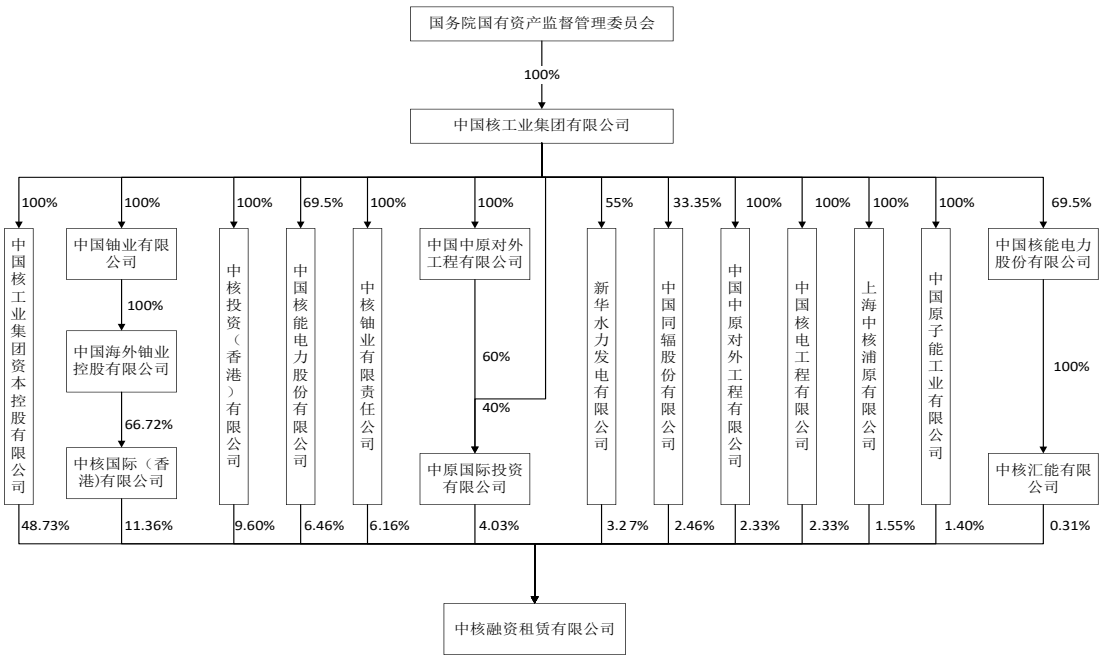 国务院国有资产监督管理委员会
100%
中国核工业集团有限公司
100%
100%
100%
69.5%
100%
100%
55%
33.35%
100%
100%
100%
100%
69.5%
中国核工业集团资本控股有限公司
中国铀业有限
公司
100%
中国海外铀业
控股有限公司
66.72%
中核国际（香
港)有限公司
中核投资（香港）有限公司
中国核能电力股份有限公司
中核铀业有限责任公司
中国中原对外
工程有限公司
60%
40%
中原国际投资
有限公司
新华水力发电有限公司
中国同辐股份有限公司
中国中原对外工程有限公司
中国核电工程有限公司
上海中核浦原有限公司
中国原子能工业有限公司
中国核能电力
股份有限公司
100%
中核汇能有限
公司
48.73%
11.36%
9.60%
6.46%
6.16%
4.03%
3.27%
2.46%
2.33%
2.33%
1.55%
1.40%
0.31%
中核融资租赁有限公司